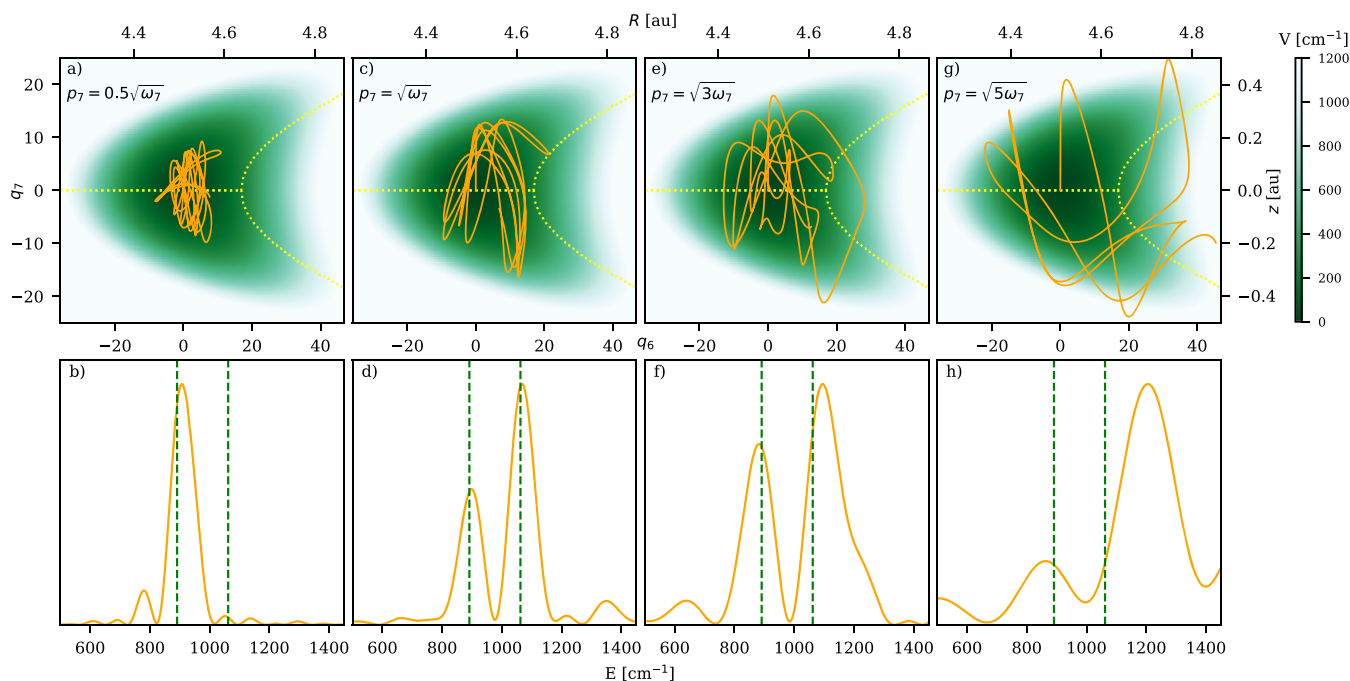 R [au]
4.4 4.6 4.8 4.4 4.6 4.8 4.4 4.6 4.8 4.4 4.6 4.8
V [cm⁻¹]
a) c) e) g)
p₇ = 0.5√ω₇ p₇ = √ω₇ p₇ = √3ω₇ p₇ = √5ω₇
q₇
20
10
0
−10
−20
z [au]
0.4
0.2
0.0
−0.2
−0.4
1200
1000
800
600
400
200
0
−20 0 20 40 −20 0 20 40 −20 0 20 40 −20 0 20 40
q₆
b) d) f) h)
600 800 1000 1200 1400 600 800 1000 1200 1400 600 800 1000 1200 1400 600 800 1000 1200 1400
E [cm⁻¹]